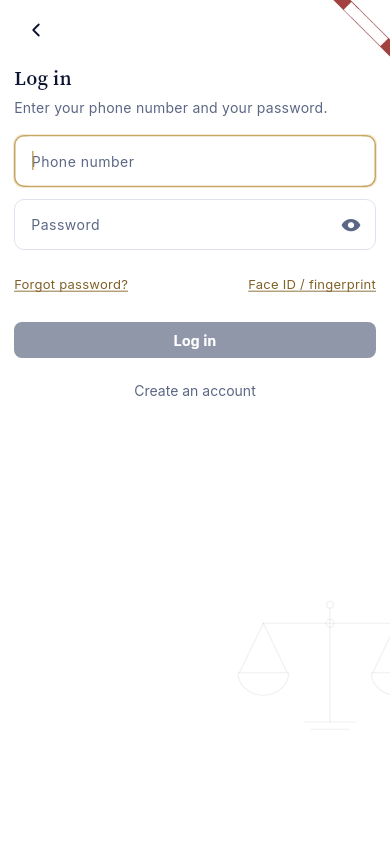 Log in
Enter your phone number and your password.
Phone number
Password
Forgot password?
Face ID / fingerprint
Log in
Create an account